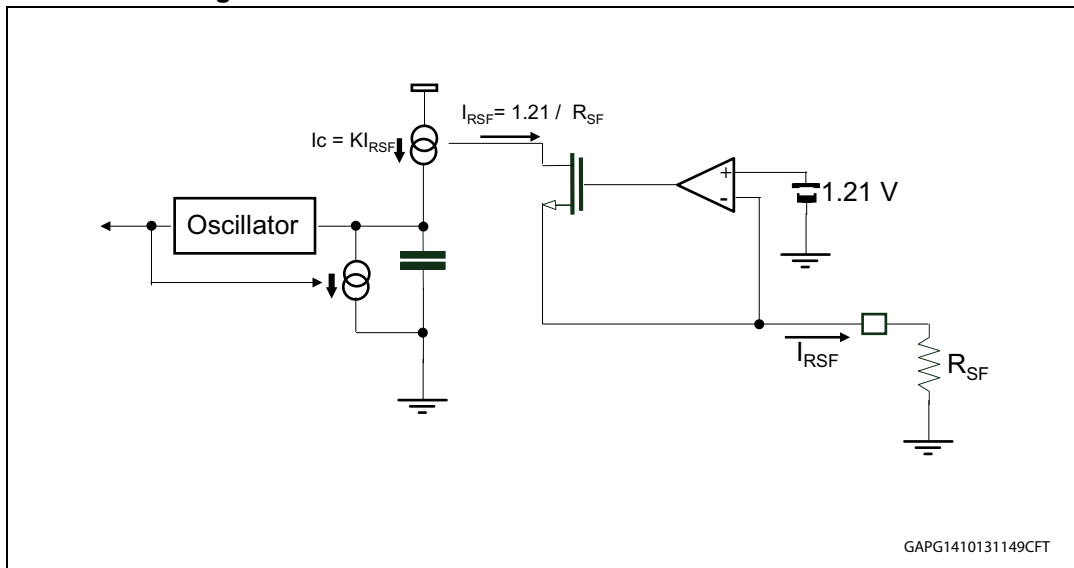 I_RSF= 1.21 / R_SF
Ic = KI_RSF
+
-
1.21 V
Oscillator
I_RSF
R_SF
GAPG1410131149CFT